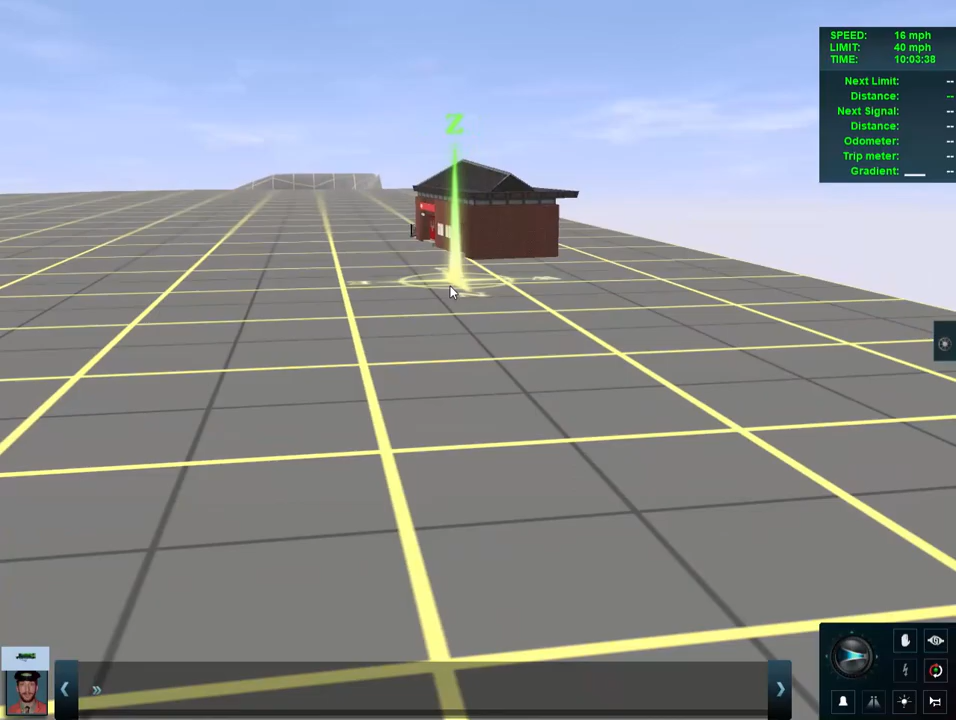 SPEED: 16 mph
LIMIT: 40 mph
TIME: 10:03:38
Next Limit: --
Distance: --
Next Signal: --
Distance: --
Odometer: --
Trip meter: --
Gradient: --
Z